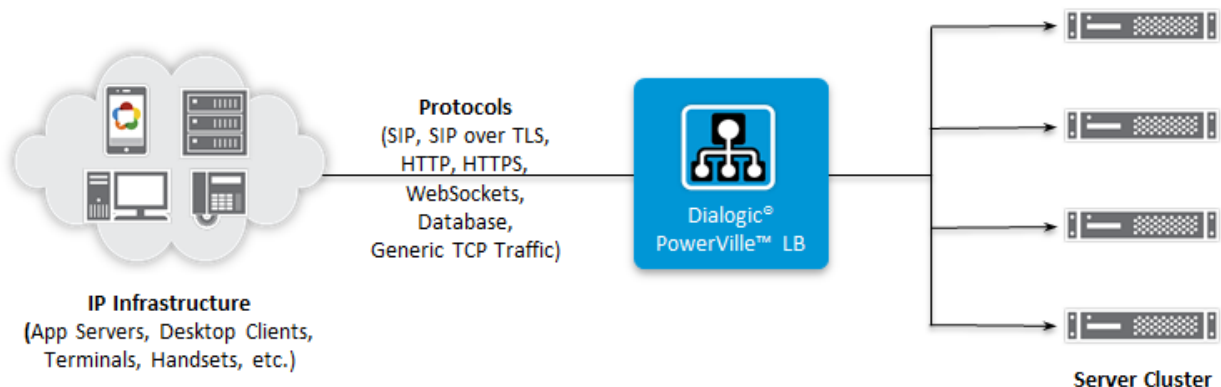 Protocols
(SIP, SIP over TLS,
HTTP, HTTPS,
WebSockets,
Database,
Generic TCP Traffic)
Dialogic®
PowerVille™ LB
IP Infrastructure
(App Servers, Desktop Clients,
Terminals, Handsets, etc.)
Server Cluster